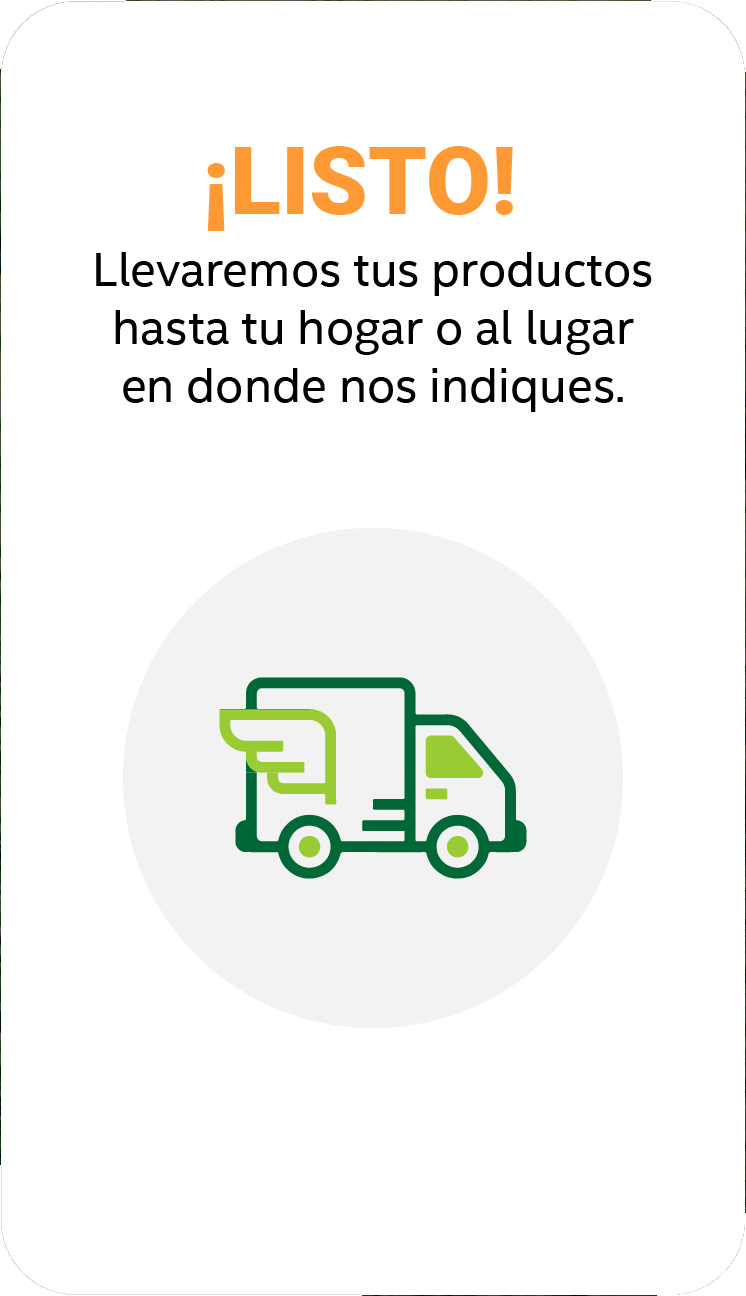 ¡LISTO!
Llevaremos tus productos
hasta tu hogar o al lugar
en donde nos indiques.